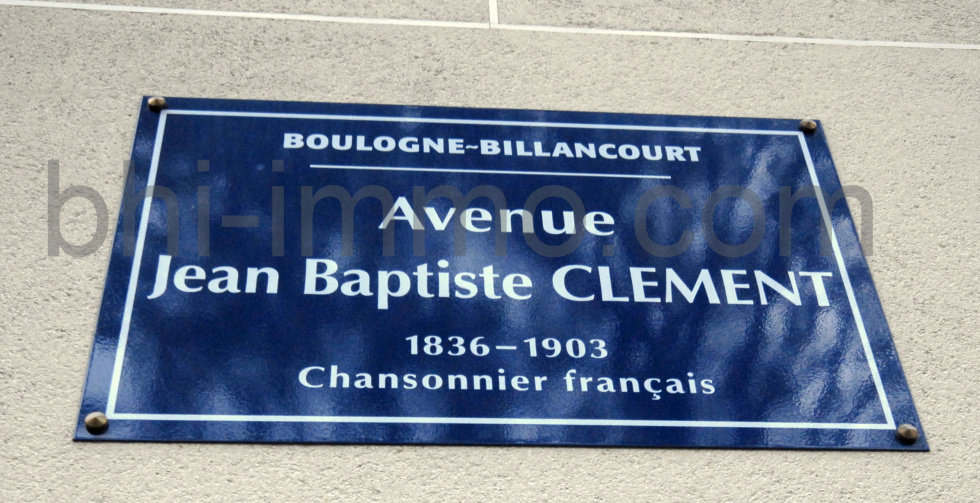 BOULOGNE~BILLANCOURT
Avenue
bhi-immo.com
Jean Baptiste CLEMENT
1836–1903
Chansonnier français